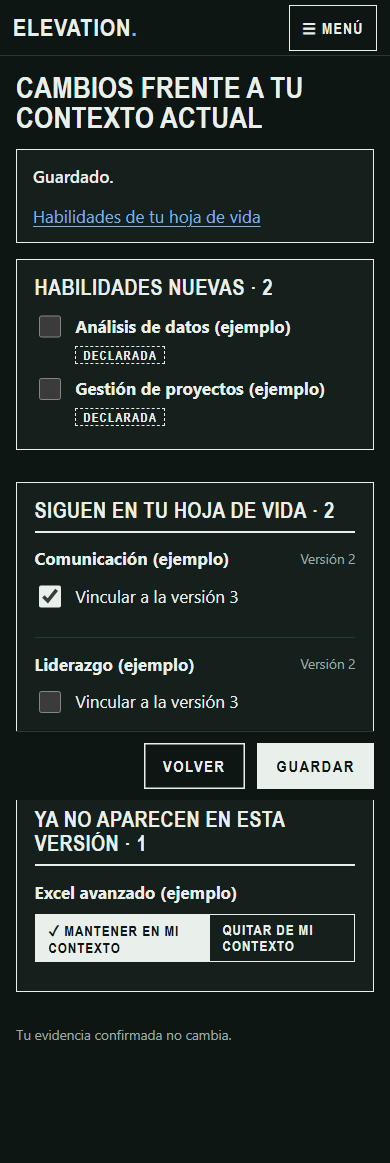 ELEVATION.
☰ MENÚ
CAMBIOS FRENTE A TU
CONTEXTO ACTUAL
Guardado.
Habilidades de tu hoja de vida
HABILIDADES NUEVAS · 2
Análisis de datos (ejemplo)
DECLARADA
Gestión de proyectos (ejemplo)
DECLARADA
SIGUEN EN TU HOJA DE VIDA · 2
Comunicación (ejemplo) Versión 2
Vincular a la versión 3
Liderazgo (ejemplo) Versión 2
Vincular a la versión 3
VOLVER GUARDAR
YA NO APARECEN EN ESTA
VERSIÓN · 1
Excel avanzado (ejemplo)
✓ MANTENER EN MI
CONTEXTO
QUITAR DE MI
CONTEXTO
Tu evidencia confirmada no cambia.